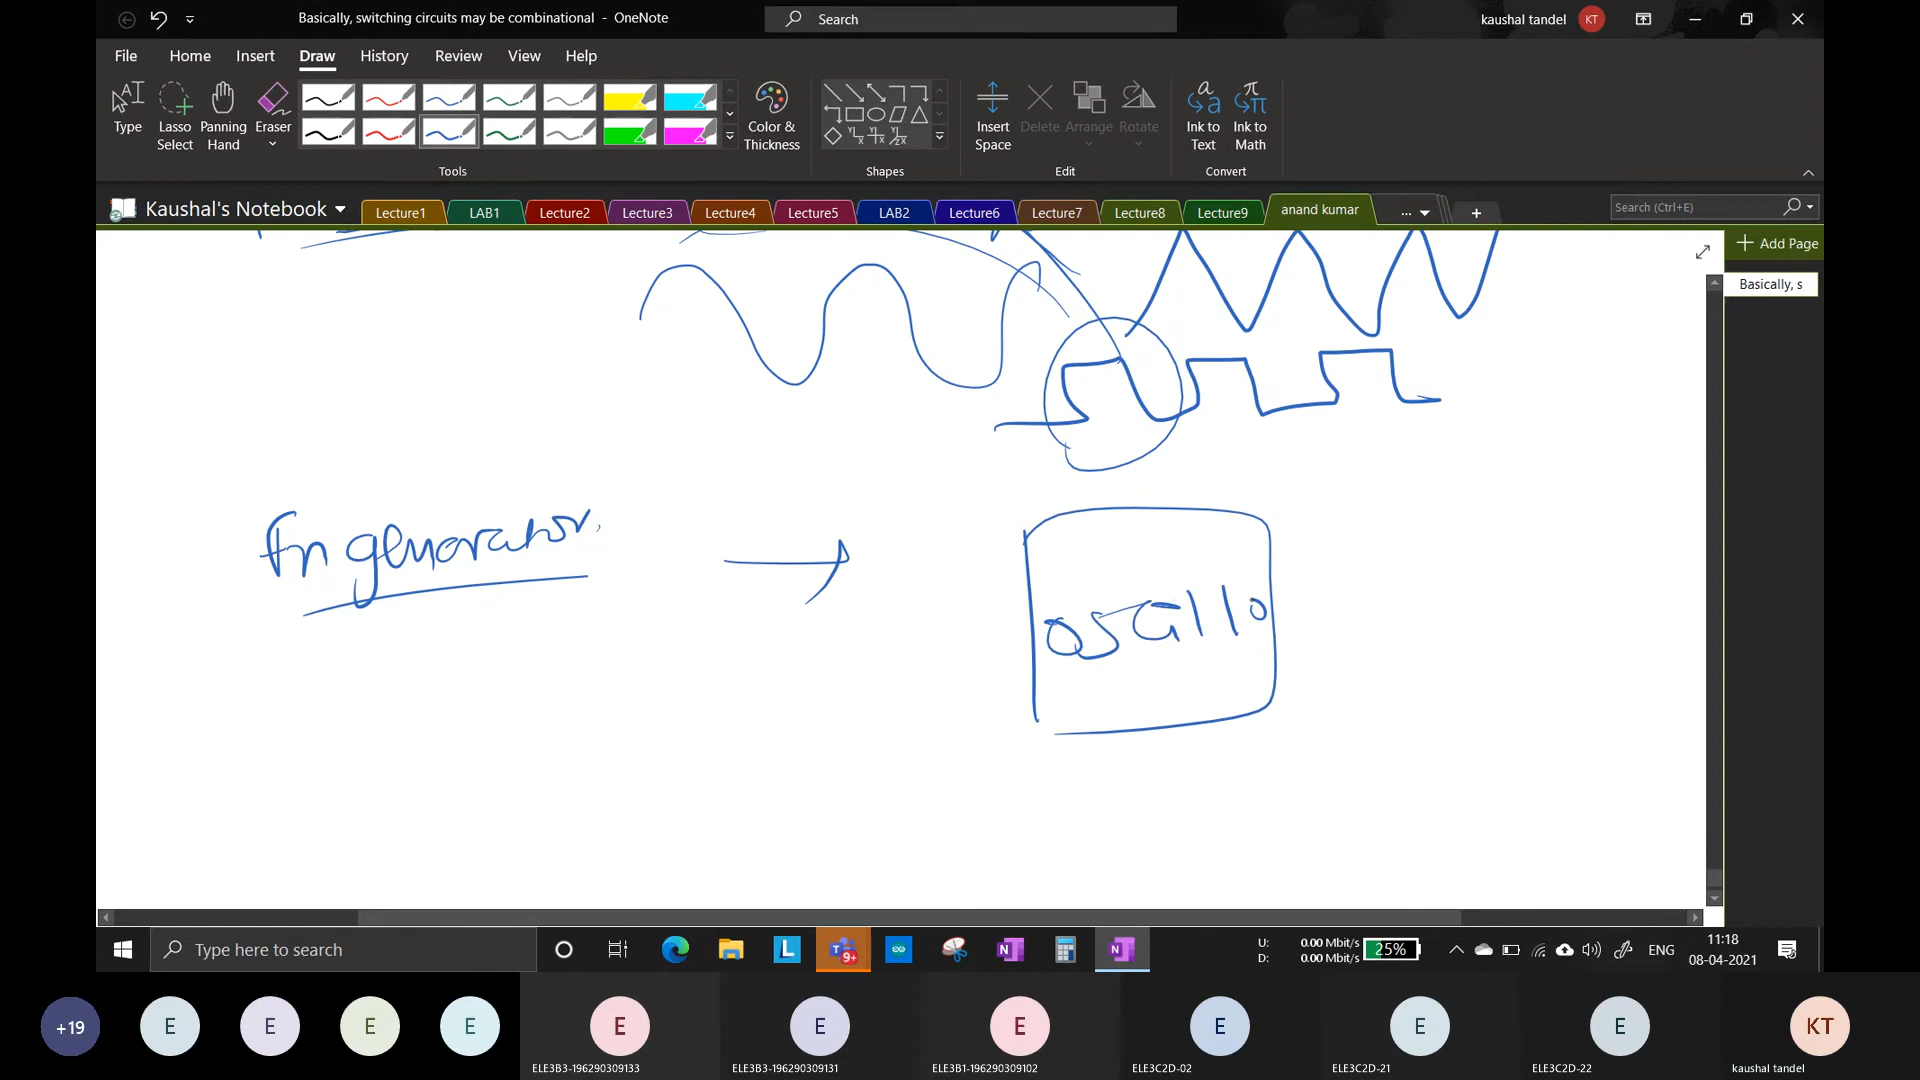 Basically, switching circuits may be combinational - OneNote
Search
kaushal tandel
KT
File Home Insert Draw History Review View Help
Type
Lasso Select
Panning Hand
Eraser
Color & Thickness
Insert Space
Delete
Arrange
Rotate
Ink to Text
Ink to Math
Tools
Shapes
Edit
Convert
Kaushal's Notebook
Lecture1 LAB1 Lecture2 Lecture3 Lecture4 Lecture5 LAB2 Lecture6 Lecture7 Lecture8 Lecture9 anand kumar ... +
Search (Ctrl+E)
+ Add Page
Basically, s
fn generator.
oscillo
Type here to search
9+
U: 0.00 Mbit/s
D: 0.00 Mbit/s
25%
ENG
11:18
08-04-2021
+19 E E E E E E E E E E KT
ELE3B3-196290309133 ELE3B3-196290309131 ELE3B1-196290309102 ELE3C2D-02 ELE3C2D-21 ELE3C2D-22 kaushal tandel